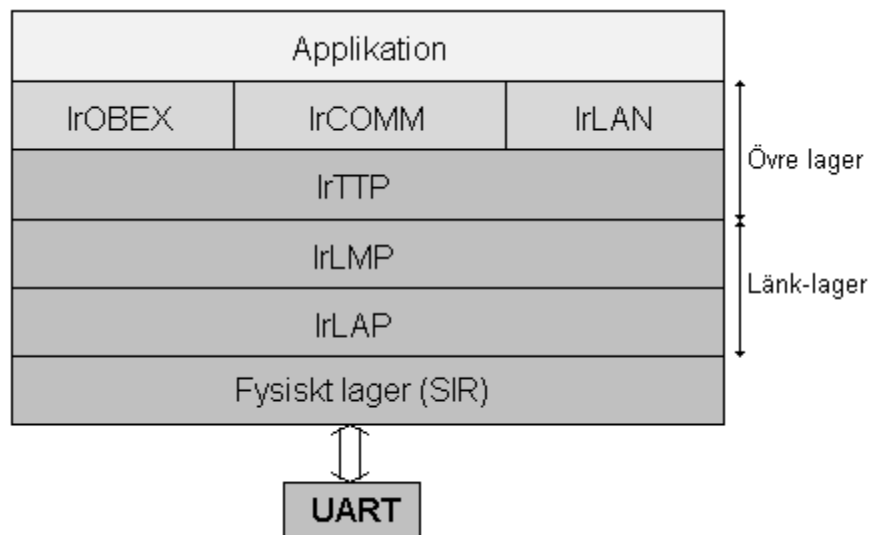 Applikation
IrOBEX IrCOMM IrLAN
Övre lager
IrTTP
IrLMP
Länk-lager
IrLAP
Fysiskt lager (SIR)
UART